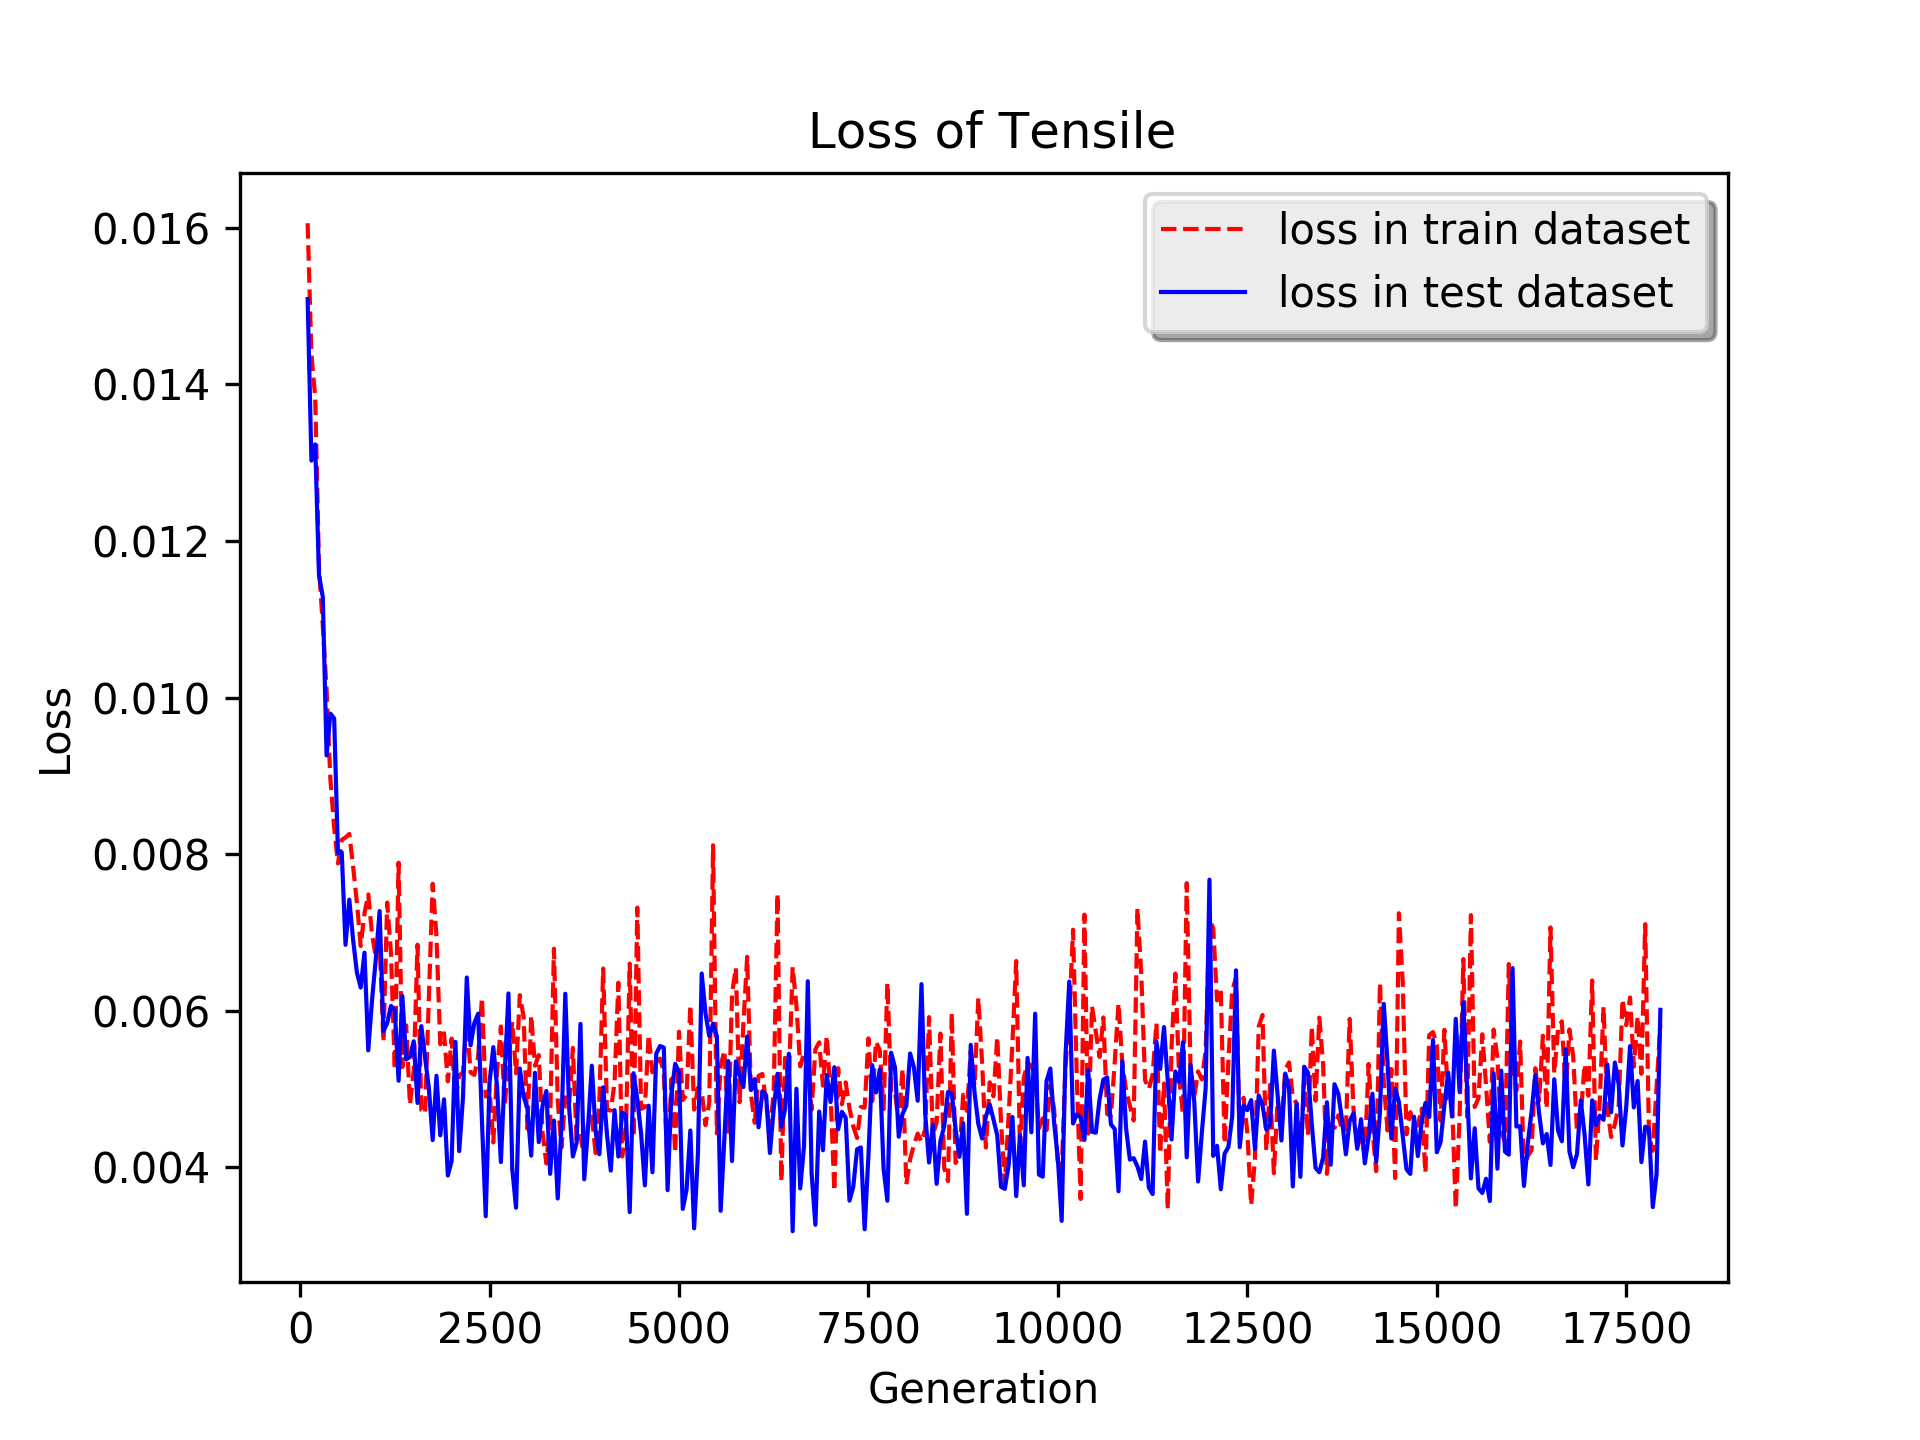 Loss of Tensile
loss in train dataset
loss in test dataset
0.016
0.014
0.012
0.010
0.008
0.006
0.004
Loss
0 2500 5000 7500 10000 12500 15000 17500
Generation